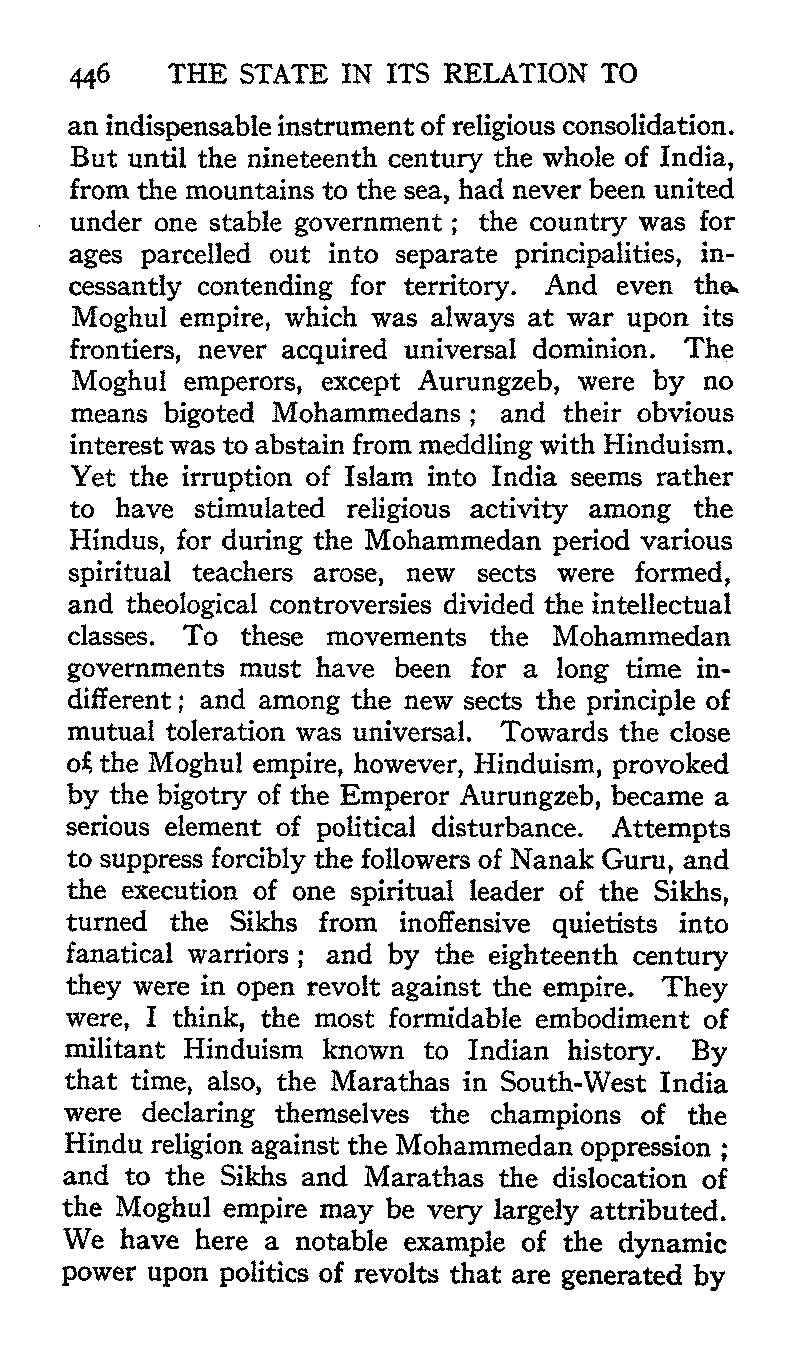 446 THE STATE IN ITS RELATION TO
an indispensable instrument of religious consolidation.
But until the nineteenth century the whole of India,
from the mountains to the sea, had never been united
under one stable government ; the country was for
ages parcelled out into separate principalities, in-
cessantly contending for territory. And even the
Moghul empire, which was always at war upon its
frontiers, never acquired universal dominion. The
Moghul emperors, except Aurungzeb, were by no
means bigoted Mohammedans ; and their obvious
interest was to abstain from meddling with Hinduism.
Yet the irruption of Islam into India seems rather
to have stimulated religious activity among the
Hindus, for during the Mohammedan period various
spiritual teachers arose, new sects were formed,
and theological controversies divided the intellectual
classes. To these movements the Mohammedan
governments must have been for a long time in-
different ; and among the new sects the principle of
mutual toleration was universal. Towards the close
of the Moghul empire, however, Hinduism, provoked
by the bigotry of the Emperor Aurungzeb, became a
serious element of political disturbance. Attempts
to suppress forcibly the followers of Nanak Guru, and
the execution of one spiritual leader of the Sikhs,
turned the Sikhs from inoffensive quietists into
fanatical warriors ; and by the eighteenth century
they were in open revolt against the empire. They
were, I think, the most formidable embodiment of
militant Hinduism known to Indian history. By
that time, also, the Marathas in South-West India
were declaring themselves the champions of the
Hindu religion against the Mohammedan oppression ;
and to the Sikhs and Marathas the dislocation of
the Moghul empire may be very largely attributed.
We have here a notable example of the dynamic
power upon politics of revolts that are generated by